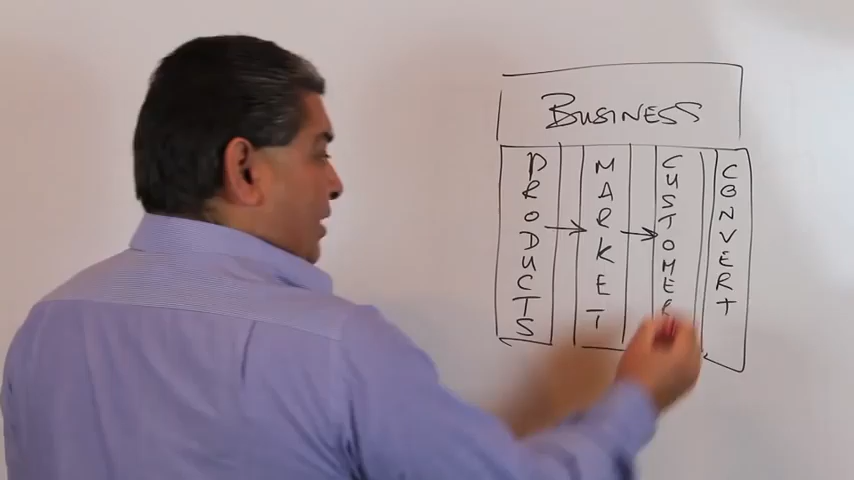 BUSINESS
PRODUCTS
MARKET
CUSTOMER
CONVERT